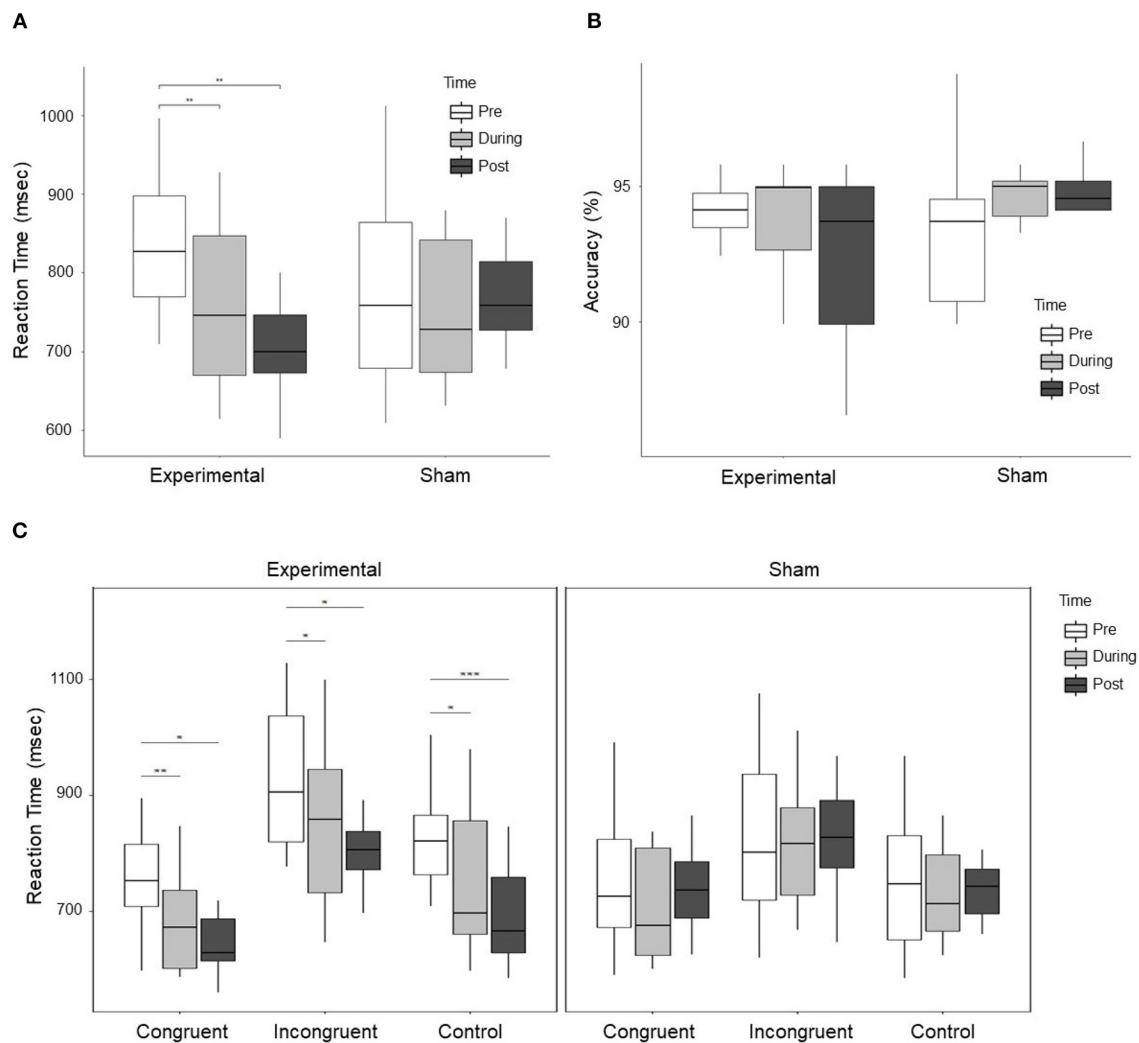 A
B
Reaction Time (msec)
1000
900
800
700
600
**
**
Time
Pre
During
Post
Experimental Sham
Accuracy (%)
95
90
Time
Pre
During
Post
Experimental Sham
C
Experimental Sham
Reaction Time (msec)
1100
900
700
*
**
*
*
***
*
Time
Pre
During
Post
Congruent Incongruent Control Congruent Incongruent Control